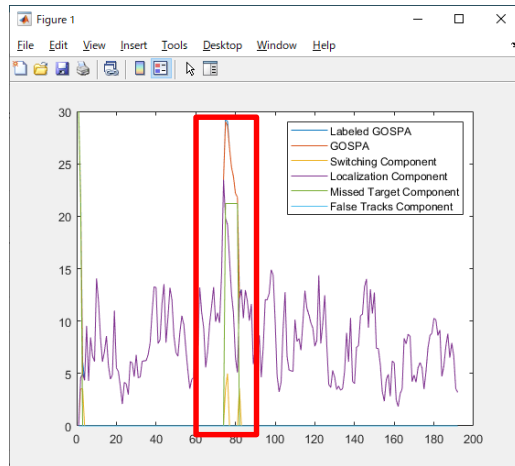 Figure 1
File Edit View Insert Tools Desktop Window Help
30
25
20
15
10
5
0
0 20 40 60 80 100 120 140 160 180 200
Labeled GOSPA
GOSPA
Switching Component
Localization Component
Missed Target Component
False Tracks Component